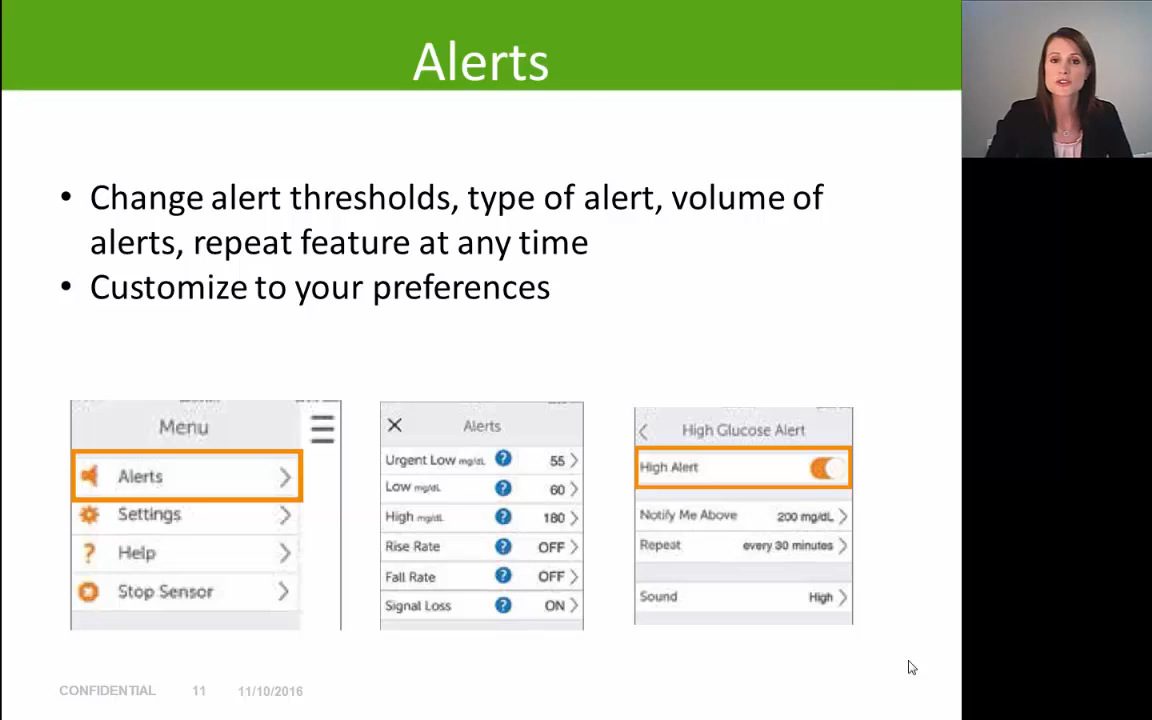 Alerts
• Change alert thresholds, type of alert, volume of
alerts, repeat feature at any time
• Customize to your preferences
Menu
Alerts
Settings
? Help
Stop Sensor
Alerts
Urgent Low mg/dL ? 55
Low mg/dL ? 60
High mg/dL ? 180
Rise Rate ? OFF
Fall Rate ? OFF
Signal Loss ? ON
High Glucose Alert
High Alert
Notify Me Above 200 mg/dL
Repeat every 30 minutes
Sound High
CONFIDENTIAL 11 11/10/2016